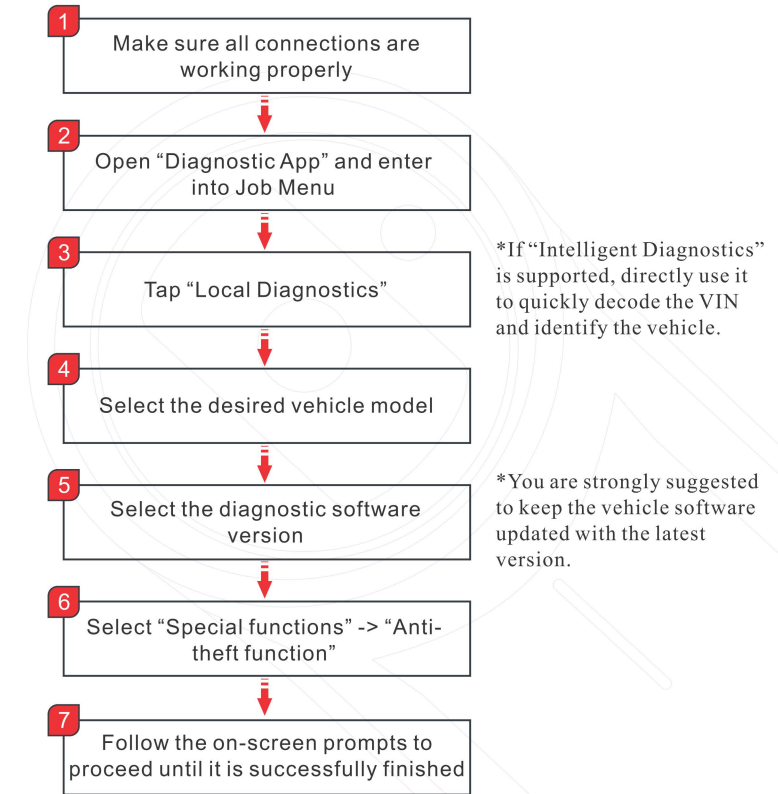 1
Make sure all connections are
working properly
2
Open “Diagnostic App” and enter
into Job Menu
3
Tap “Local Diagnostics”
*If “Intelligent Diagnostics”
is supported, directly use it
to quickly decode the VIN
and identify the vehicle.
4
Select the desired vehicle model
5
Select the diagnostic software
version
*You are strongly suggested
to keep the vehicle software
updated with the latest
version.
6
Select “Special functions” -> “Anti-
theft function”
7
Follow the on-screen prompts to
proceed until it is successfully finished